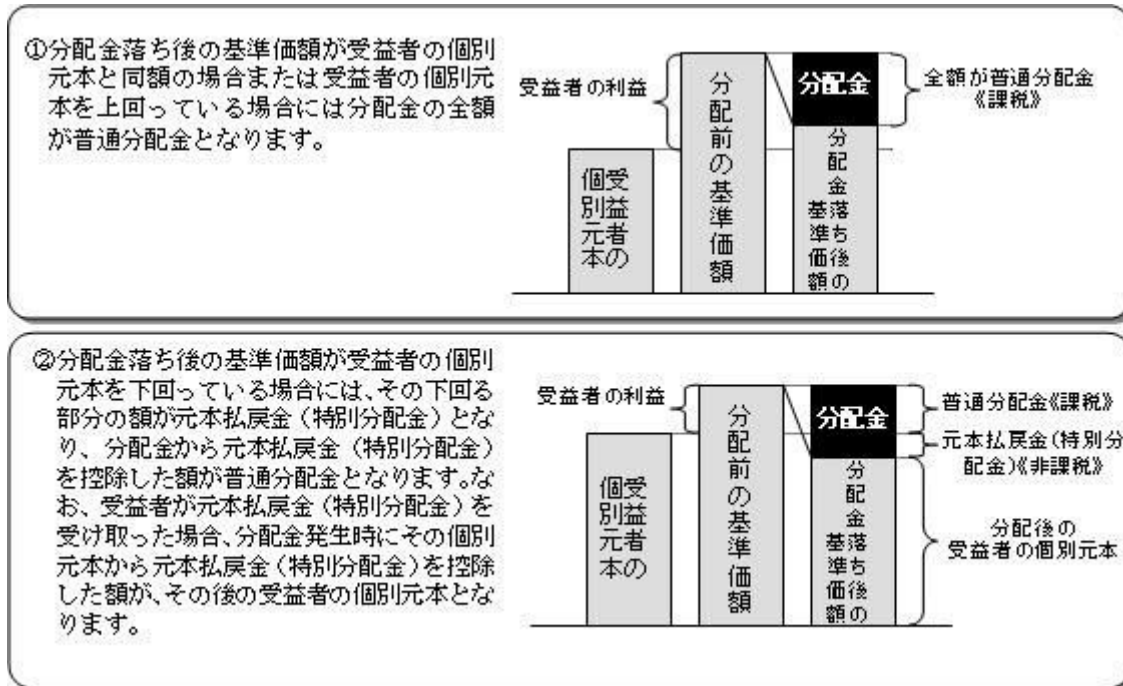 ①分配金落ち後の基準価額が受益者の個別
元本と同額の場合または受益者の個別元
本を上回っている場合には分配金の全額
が普通分配金となります。
受益者の利益
受益者の
個別元本
分配前の基準価額
分配金
分配金落ち後の
基準価額
全額が普通分配金
《課税》
②分配金落ち後の基準価額が受益者の個別
元本を下回っている場合には、その下回る
部分の額が元本払戻金（特別分配金）とな
り、分配金から元本払戻金（特別分配金）
を控除した額が普通分配金となります。な
お、受益者が元本払戻金（特別分配金）を
受け取った場合、分配金発生時にその個別
元本から元本払戻金（特別分配金）を控除
した額が、その後の受益者の個別元本とな
ります。
受益者の利益
受益者の
個別元本
分配前の基準価額
分配金
分配金落ち後の
基準価額
普通分配金《課税》
元本払戻金（特別分
配金）《非課税》
分配後の
受益者の個別元本